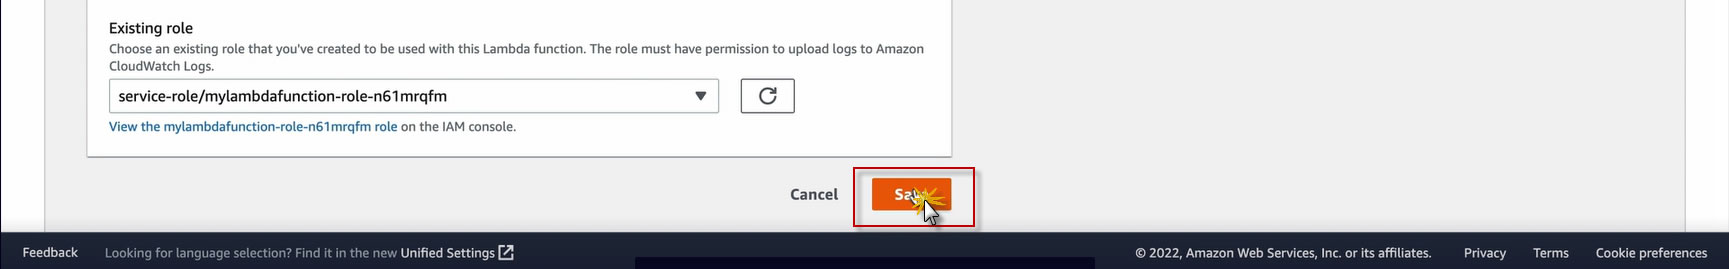 Existing role
Choose an existing role that you've created to be used with this Lambda function. The role must have permission to upload logs to Amazon
CloudWatch Logs.
service-role/mylambdafunction-role-n61mrqfm
View the mylambdafunction-role-n61mrqfm role on the IAM console.
Cancel
Feedback Looking for language selection? Find it in the new Unified Settings © 2022, Amazon Web Services, Inc. or its affiliates. Privacy Terms Cookie preferences